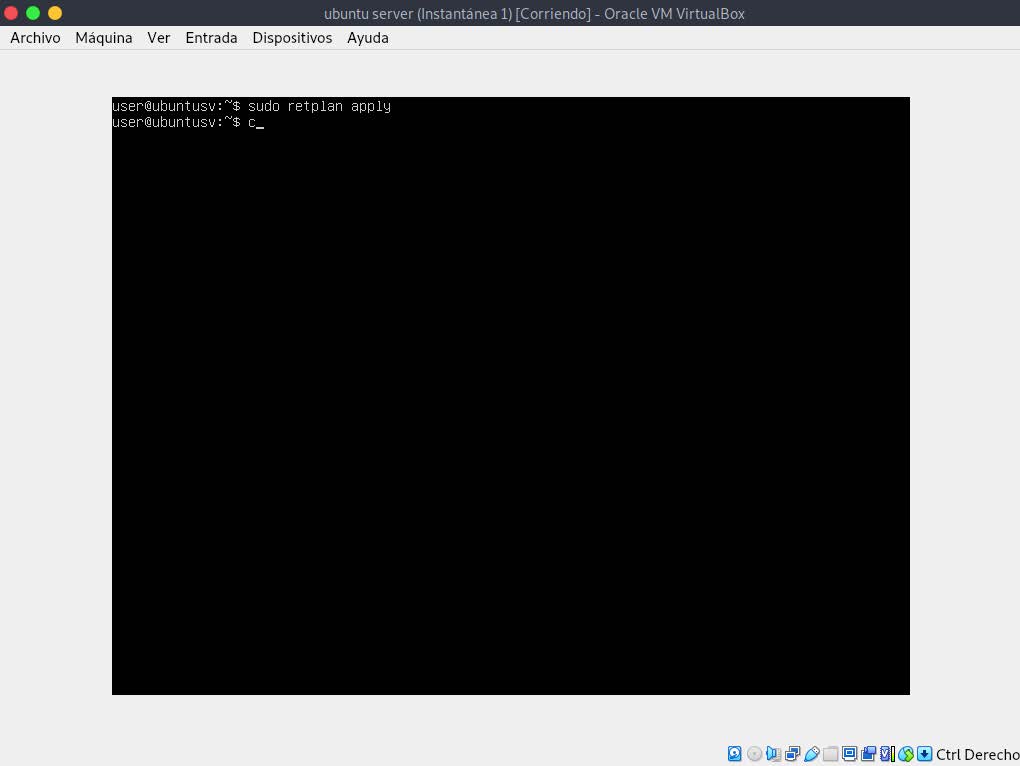 ubuntu server (Instantánea 1) [Corriendo] - Oracle VM VirtualBox
Archivo Máquina Ver Entrada Dispositivos Ayuda
user@ubuntusv:~$ sudo retplan apply
user@ubuntusv:~$ c_
Ctrl Derecho